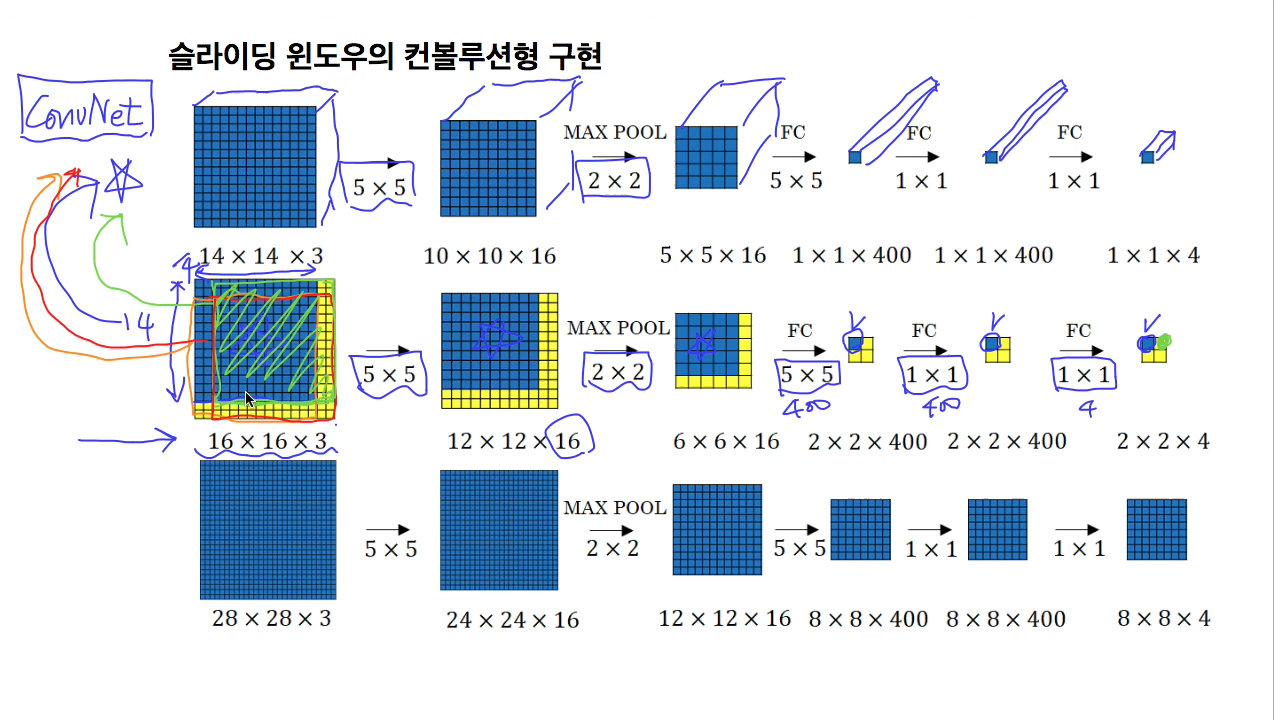 슬라이딩 윈도우의 컨볼루션형 구현
ConvNet
MAX POOL FC FC FC
5 × 5 2 × 2 5 × 5 1 × 1 1 × 1
14 × 14 × 3 10 × 10 × 16 5 × 5 × 16 1 × 1 × 400 1 × 1 × 400 1 × 1 × 4
14
MAX POOL FC FC FC
5 × 5 2 × 2 5 × 5 1 × 1 1 × 1
400 400 4
16 × 16 × 3 12 × 12 × 16 6 × 6 × 16 2 × 2 × 400 2 × 2 × 400 2 × 2 × 4
MAX POOL
5 × 5 2 × 2 5 × 5 1 × 1 1 × 1
28 × 28 × 3 24 × 24 × 16 12 × 12 × 16 8 × 8 × 400 8 × 8 × 400 8 × 8 × 4